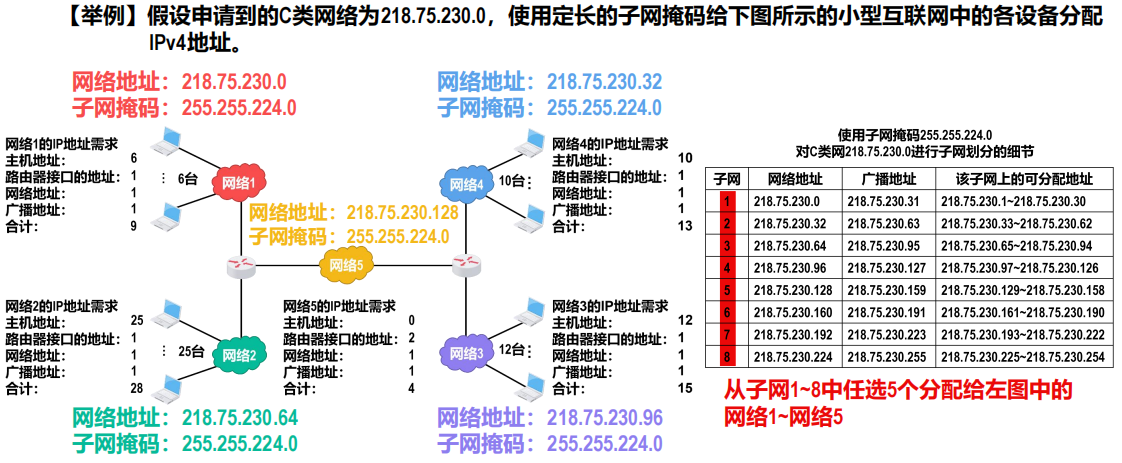 【举例】假设申请到的C类网络为218.75.230.0，使用定长的子网掩码给下图所示的小型互联网中的各设备分配
IPv4地址。
网络地址：218.75.230.0
子网掩码：255.255.224.0
网络地址：218.75.230.32
子网掩码：255.255.224.0
网络1的IP地址需求
主机地址： 6
路由器接口的地址： 1
网络地址： 1
广播地址： 1
合计： 9
⋮ 6台
网络1
网络4
10台⋮
网络4的IP地址需求
主机地址： 10
路由器接口的地址： 1
网络地址： 1
广播地址： 1
合计： 13
网络地址：218.75.230.128
子网掩码：255.255.224.0
网络5
网络2的IP地址需求
主机地址： 25
路由器接口的地址： 1
网络地址： 1
广播地址： 1
合计： 28
⋮ 25台
网络2
网络5的IP地址需求
主机地址： 0
路由器接口的地址： 2
网络地址： 1
广播地址： 1
合计： 4
网络3
12台⋮
网络3的IP地址需求
主机地址： 12
路由器接口的地址： 1
网络地址： 1
广播地址： 1
合计： 15
网络地址：218.75.230.64
子网掩码：255.255.224.0
网络地址：218.75.230.96
子网掩码：255.255.224.0
使用子网掩码255.255.224.0
对C类网218.75.230.0进行子网划分的细节
子网 网络地址 广播地址 该子网上的可分配地址
1 218.75.230.0 218.75.230.31 218.75.230.1~218.75.230.30
2 218.75.230.32 218.75.230.63 218.75.230.33~218.75.230.62
3 218.75.230.64 218.75.230.95 218.75.230.65~218.75.230.94
4 218.75.230.96 218.75.230.127 218.75.230.97~218.75.230.126
5 218.75.230.128 218.75.230.159 218.75.230.129~218.75.230.158
6 218.75.230.160 218.75.230.191 218.75.230.161~218.75.230.190
7 218.75.230.192 218.75.230.223 218.75.230.193~218.75.230.222
8 218.75.230.224 218.75.230.255 218.75.230.225~218.75.230.254
从子网1~8中任选5个分配给左图中的
网络1~网络5